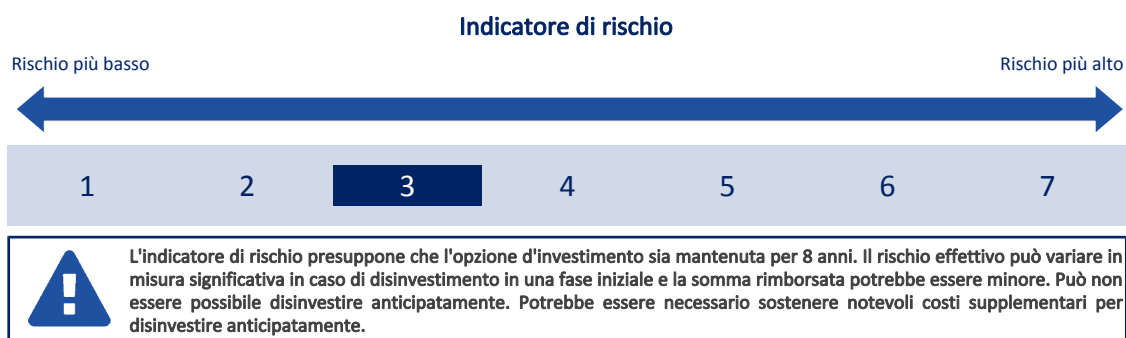 Indicatore di rischio
Rischio più basso
Rischio più alto
1 2 3 4 5 6 7
L'indicatore di rischio presuppone che l'opzione d'investimento sia mantenuta per 8 anni. Il rischio effettivo può variare in
misura significativa in caso di disinvestimento in una fase iniziale e la somma rimborsata potrebbe essere minore. Può non
essere possibile disinvestire anticipatamente. Potrebbe essere necessario sostenere notevoli costi supplementari per
disinvestire anticipatamente.